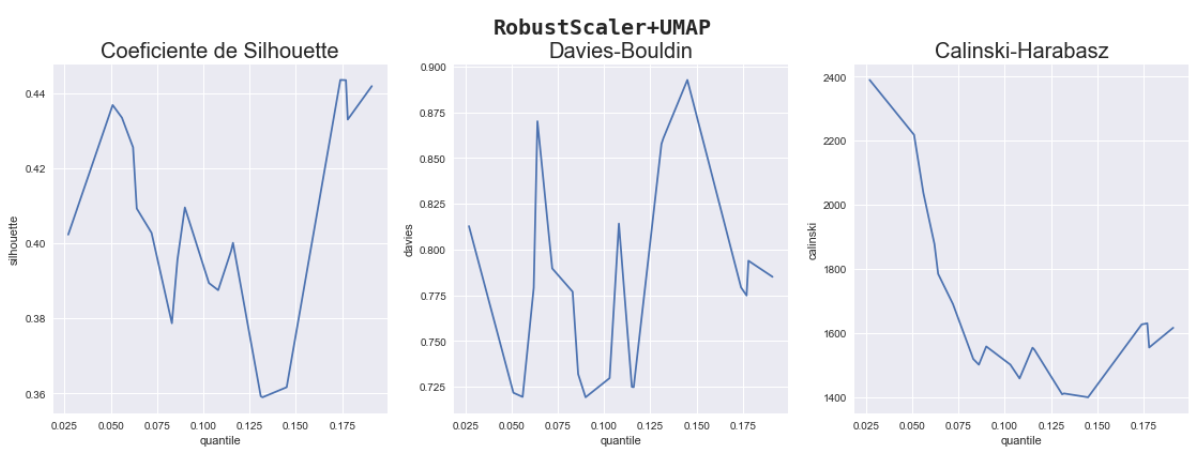 RobustScaler+UMAP
Coeficiente de Silhouette
0.44
0.42
0.40
0.38
0.36
silhouette
0.025 0.050 0.075 0.100 0.125 0.150 0.175
quantile
Davies-Bouldin
0.900
0.875
0.850
0.825
0.800
0.775
0.750
0.725
davies
0.025 0.050 0.075 0.100 0.125 0.150 0.175
quantile
Calinski-Harabasz
2400
2200
2000
1800
1600
1400
calinski
0.025 0.050 0.075 0.100 0.125 0.150 0.175
quantile